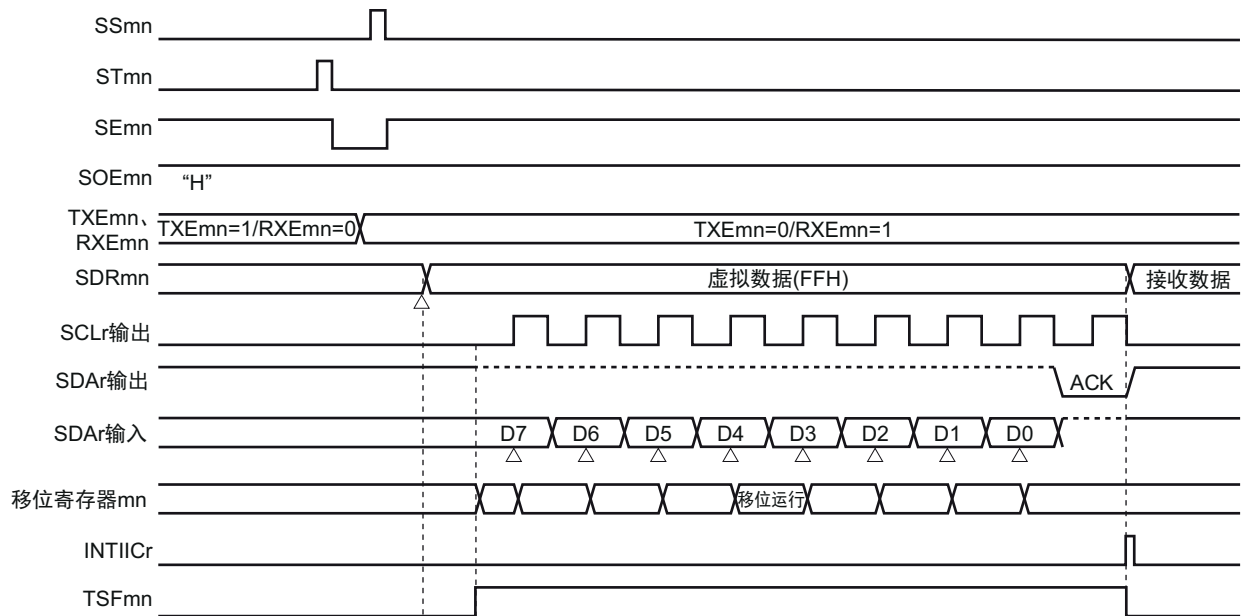 SSmn
STmn
SEmn
SOEmn “H”
TXEmn、
RXEmn TXEmn=1/RXEmn=0 TXEmn=0/RXEmn=1
SDRmn 虚拟数据(FFH) 接收数据
SCLr输出
SDAr输出 ACK
SDAr输入 D7 D6 D5 D4 D3 D2 D1 D0
移位寄存器mn 移位运行
INTIICr
TSFmn